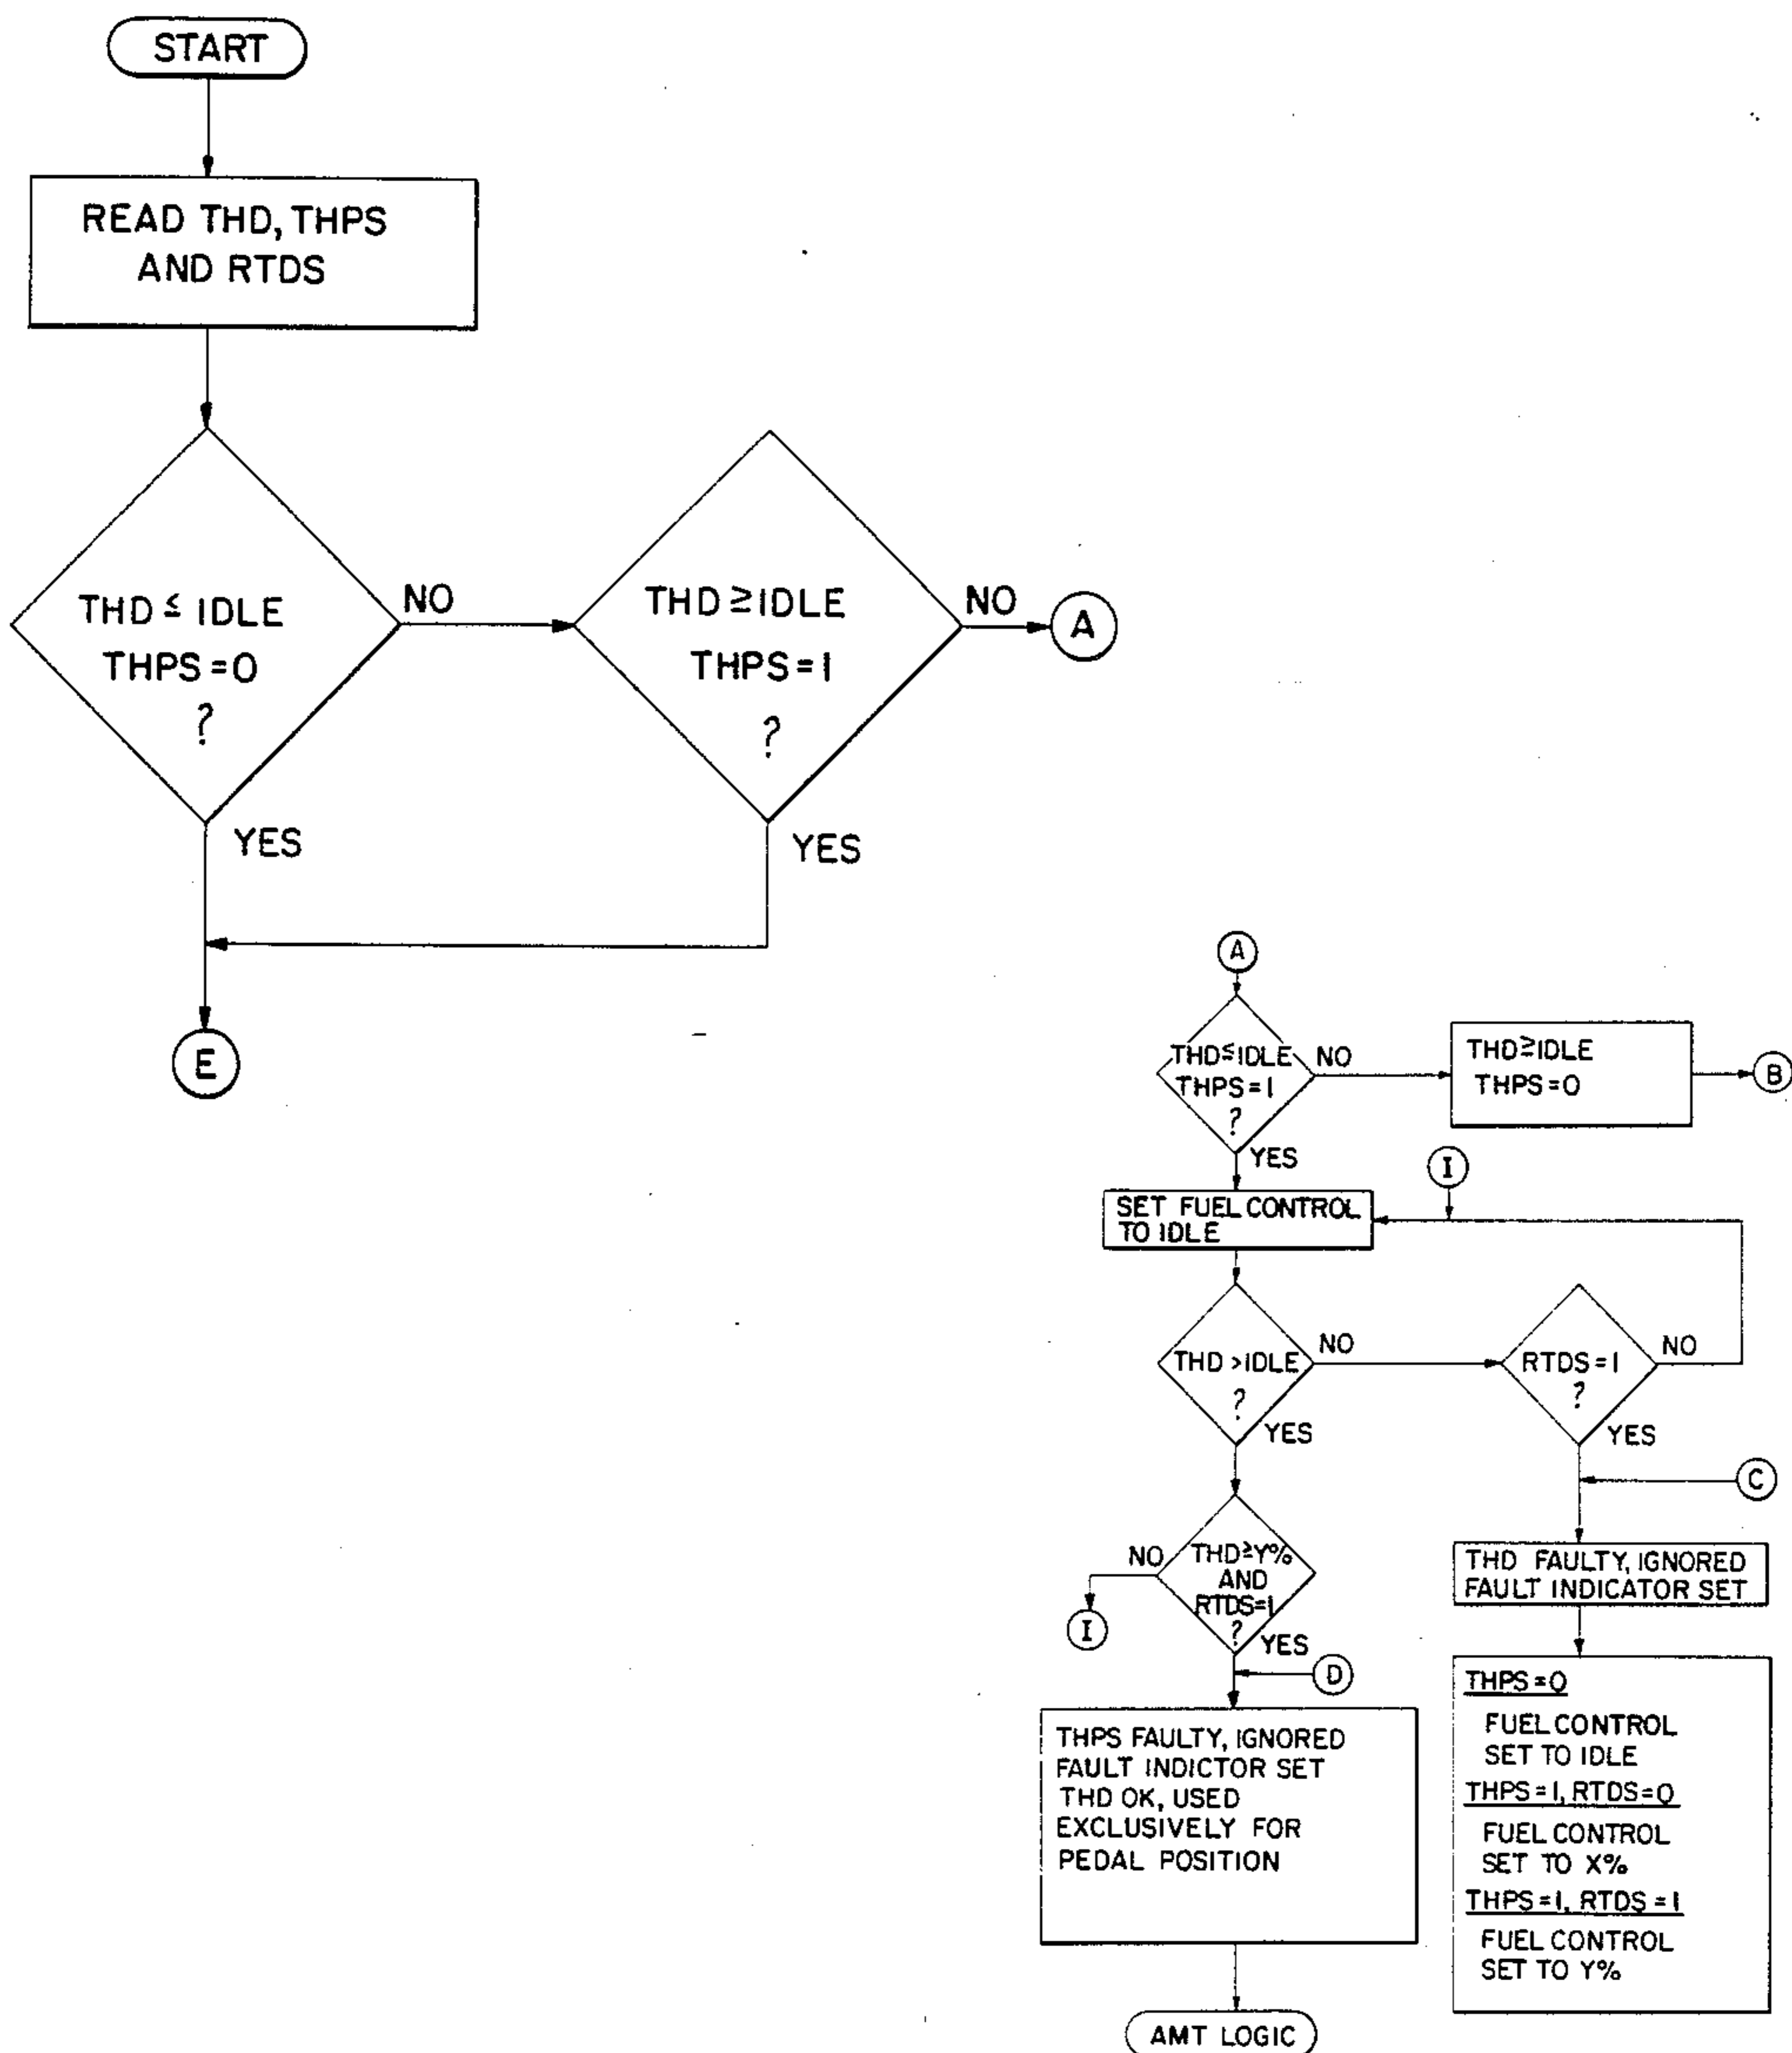 START
READ THD, THPS
AND RTDS
THD ≤ IDLE
THPS=0
?
NO
YES
THD ≥ IDLE
THPS=1
?
NO
YES
A
E
A
THD≤IDLE
THPS=1
?
NO
YES
THD≥IDLE
THPS=0
B
I
SET FUEL CONTROL
TO IDLE
THD >IDLE
?
NO
YES
RTDS=1
?
NO
YES
C
THD≥Y%
AND
RTDS=1
?
NO
YES
I
D
THD FAULTY, IGNORED
FAULT INDICATOR SET
THPS FAULTY, IGNORED
FAULT INDICTOR SET
THD OK, USED
EXCLUSIVELY FOR
PEDAL POSITION
THPS=0
FUEL CONTROL
SET TO IDLE
THPS=1, RTDS=0
FUEL CONTROL
SET TO X%
THPS=1, RTDS=1
FUEL CONTROL
SET TO Y%
AMT LOGIC